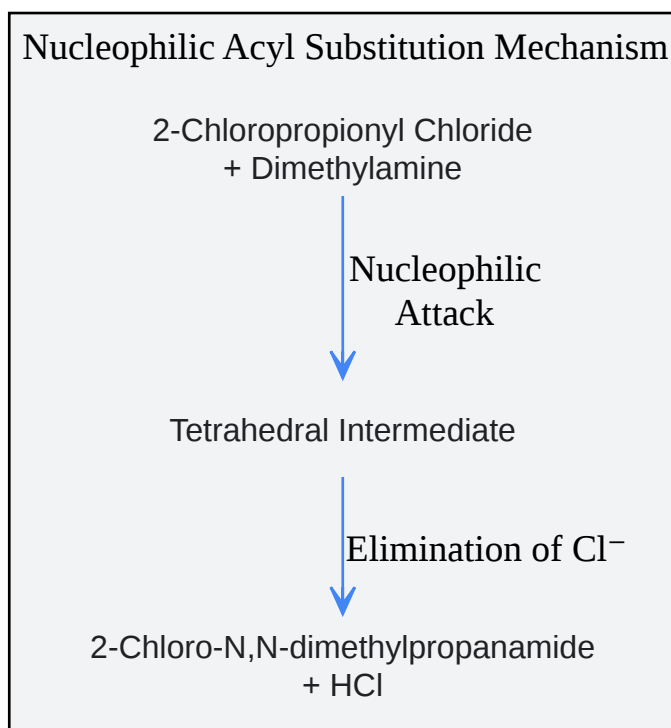 Nucleophilic Acyl Substitution Mechanism
2-Chloropropionyl Chloride
+ Dimethylamine
Nucleophilic
Attack
Tetrahedral Intermediate
Elimination of Cl⁻
2-Chloro-N,N-dimethylpropanamide
+ HCl